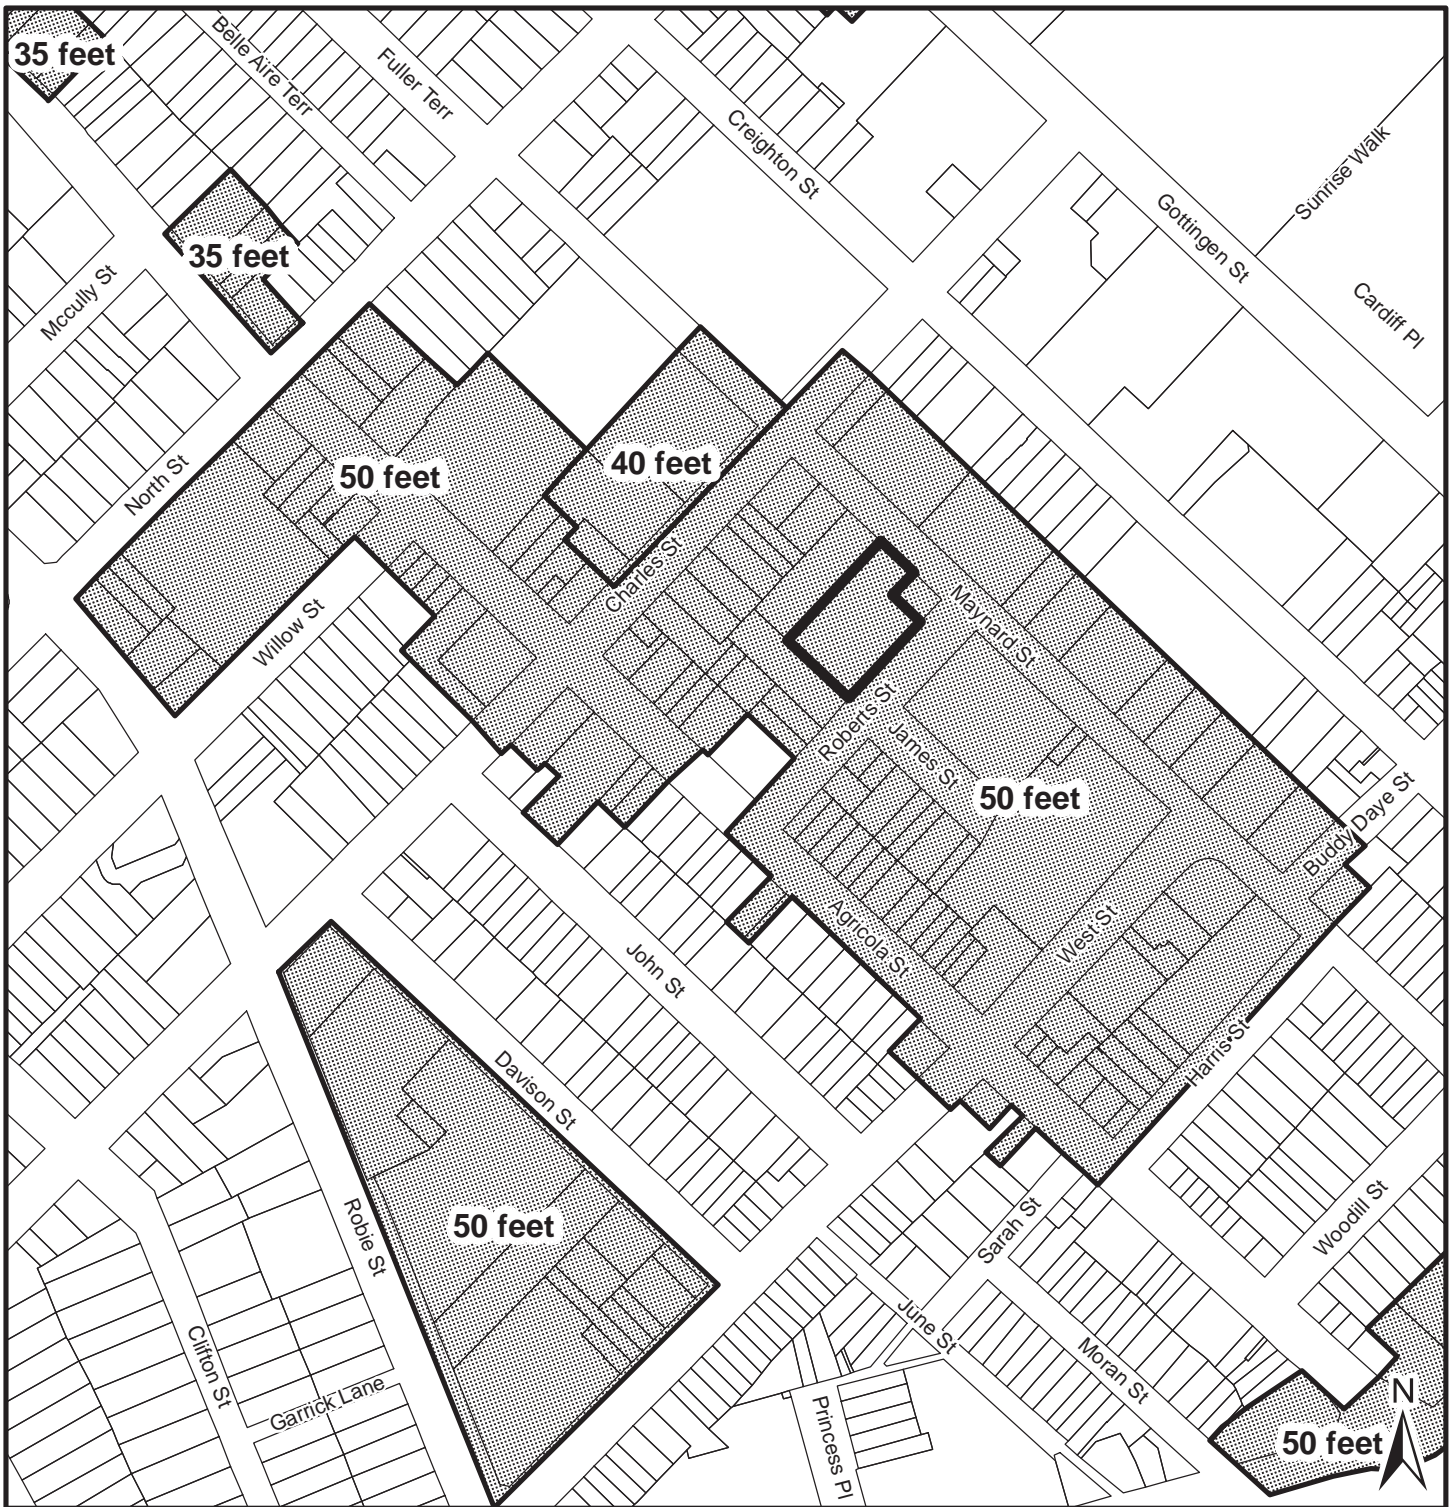 35 feet
Belle Aire Terr
Fuller Terr
Creighton St
Sunrise Walk
Gottingen St
Cardiff Pl
35 feet
Mccully St
North St
50 feet
40 feet
Charles St
Willow St
Maynard St
Roberts St
James St
50 feet
Buddy Daye St
Agricola St
West St
John St
Harris St
Davison St
Robie St
50 feet
Sarah St
Woodill St
June St
Moran St
Clifton St
Garrick Lane
Princess Pl
N
50 feet